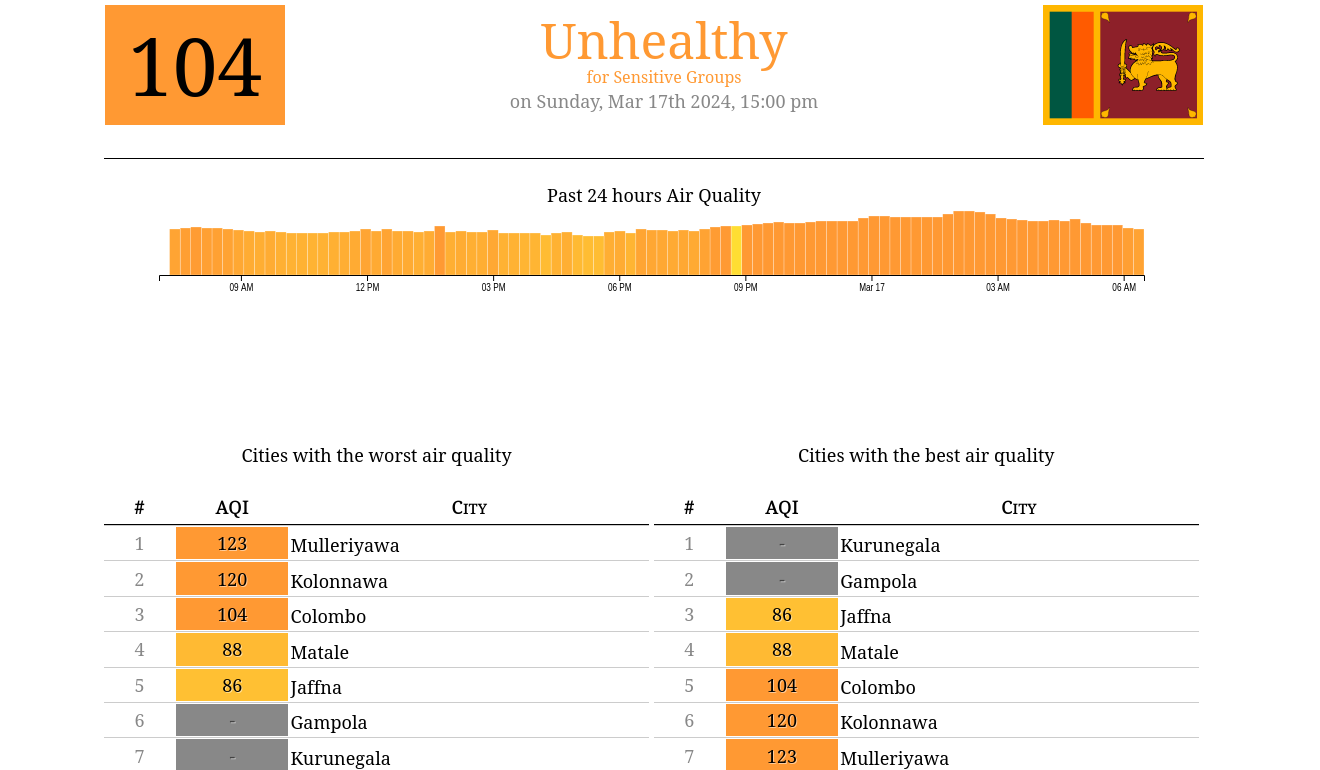 104
Unhealthy
for Sensitive Groups
on Sunday, Mar 17th 2024, 15:00 pm
Past 24 hours Air Quality
09 AM 12 PM 03 PM 06 PM 09 PM Mar 17 03 AM 06 AM
Cities with the worst air quality
# AQI City
1 123 Mulleriyawa
2 120 Kolonnawa
3 104 Colombo
4 88 Matale
5 86 Jaffna
6 - Gampola
7 - Kurunegala
Cities with the best air quality
# AQI City
1 - Kurunegala
2 - Gampola
3 86 Jaffna
4 88 Matale
5 104 Colombo
6 120 Kolonnawa
7 123 Mulleriyawa